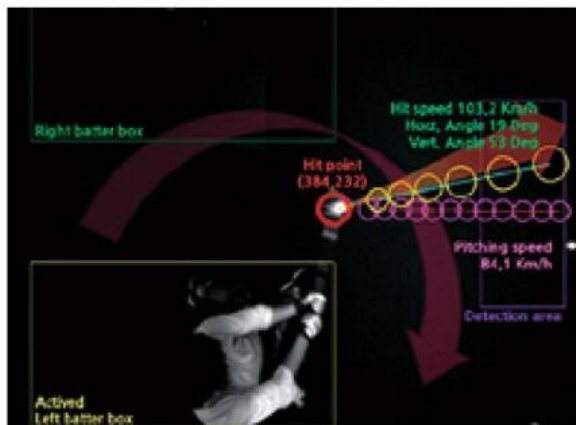 Hit speed 103,2 Km/h
Horiz, Angle 19 Deg
Vert. Angle 53 Deg
Right batter box
Hit point
(384,232)
Pitching speed
84,1 Km/h
Detection area
Actived
Left batter box